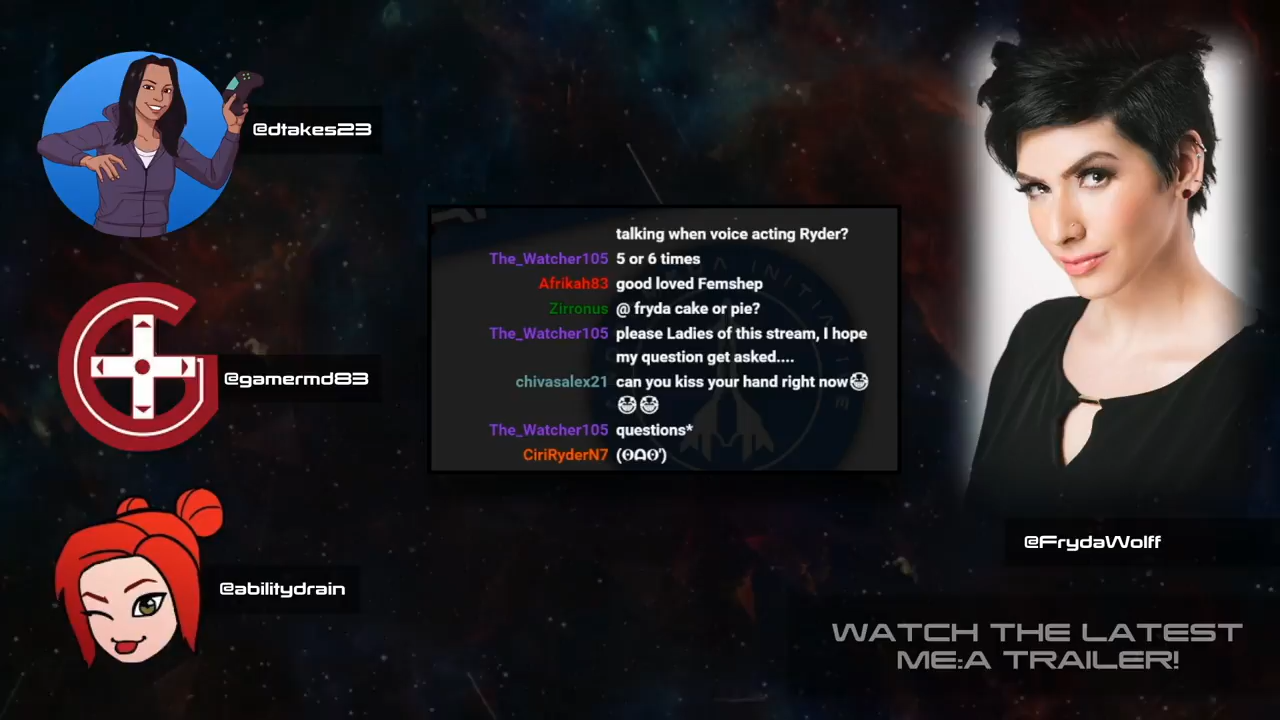 @dtakes23
@gamermd83
@abilitydrain
talking when voice acting Ryder?
The_Watcher105 5 or 6 times
Afrikah83 good loved Femshep
Zirronus @ fryda cake or pie?
The_Watcher105 please Ladies of this stream, I hope
my question get asked....
chivasalex21 can you kiss your hand right now
The_Watcher105 questions*
CiriRyderN7 (ʘᗩʘ')
@FrydaWolff
WATCH THE LATEST
ME:A TRAILER!